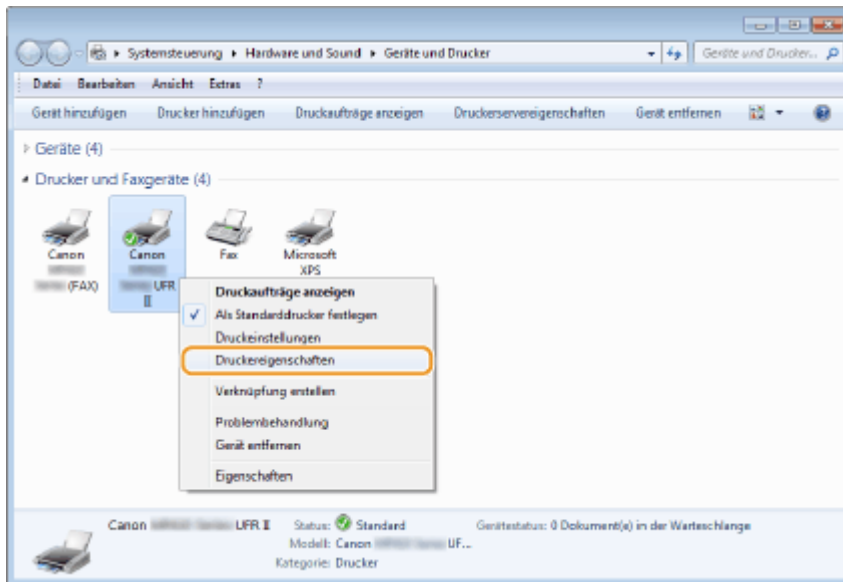 Systemsteuerung ▸ Hardware und Sound ▸ Geräte und Drucker
Geräte und Drucker...
Datei Bearbeiten Ansicht Extras ?
Gerät hinzufügen Drucker hinzufügen Druckaufträge anzeigen Druckerservereigenschaften Gerät entfernen
Geräte (4)
Drucker und Faxgeräte (4)
Canon
(FAX)
Canon
UFR
II
Fax
Microsoft
XPS
Druckaufträge anzeigen
Als Standarddrucker festlegen
Druckeinstellungen
Druckereigenschaften
Verknüpfung erstellen
Problembehandlung
Gerät entfernen
Eigenschaften
Canon UFR II Status: Standard Gerätestatus: 0 Dokument(e) in der Warteschlange
Modell: Canon UF...
Kategorie: Drucker